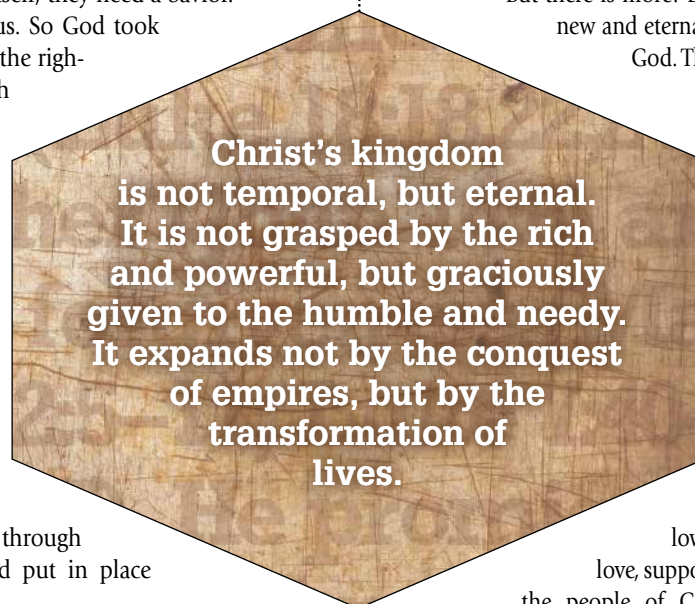 self, they need a Savior.
us. So God took
the righ-
But there is more.
new and eterna
God. Th
Christ's kingdom
is not temporal, but eternal.
It is not grasped by the rich
and powerful, but graciously
given to the humble and needy.
It expands not by the conquest
of empires, but by the
transformation of
lives.
through
d put in place
low
love, suppo
the people of C